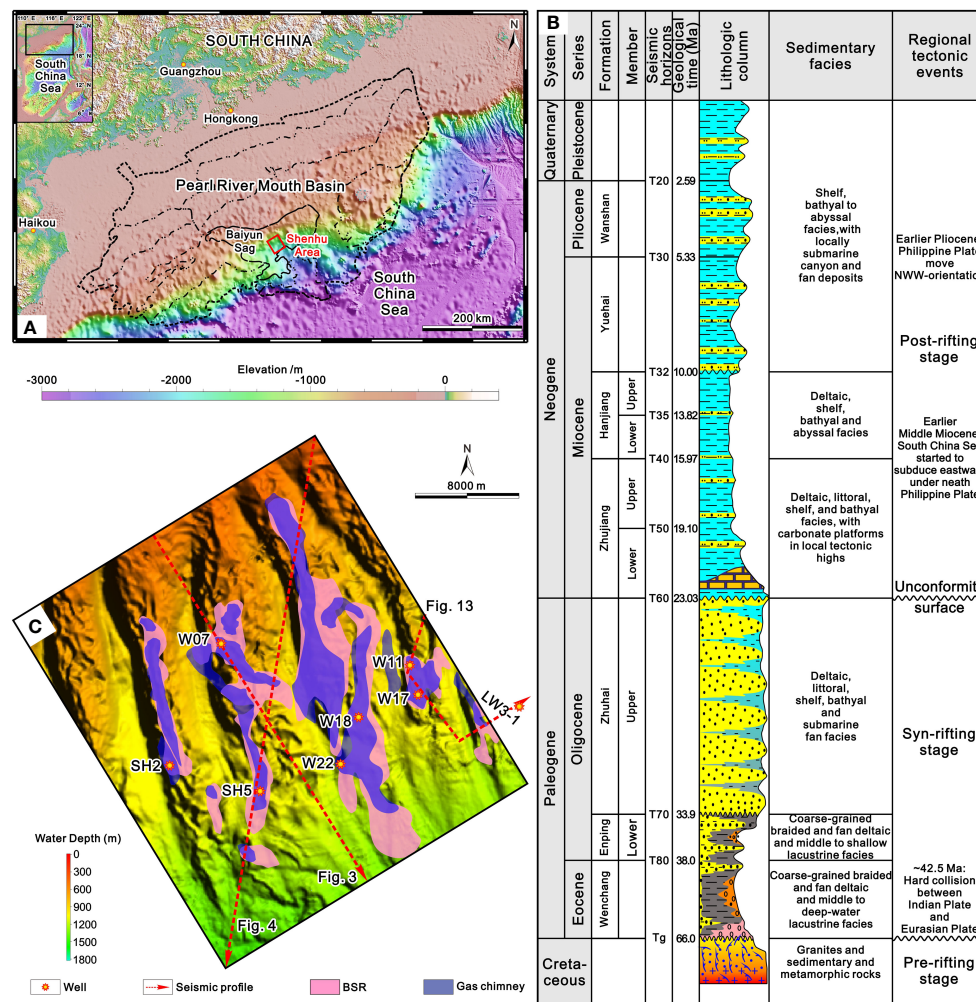 110°E 116°E 122°E
24°N
18°N
12°N
South
China
Sea
SOUTH CHINA
N
Guangzhou
Hongkong
Pearl River Mouth Basin
Haikou
Baiyun
Sag
Shenhu
Area
South
China
Sea
200 km
A
Elevation /m
-3000 -2000 -1000 0
N
8000 m
C
Fig. 13
W07
W11
W17
LW3-1
W18
W22
SH2
SH5
Fig. 3
Fig. 4
Water Depth (m)
0
300
600
900
1200
1500
1800
Well
Seismic profile
BSR
Gas chimney
B
System
Series
Formation
Member
Seismic
horizons
Geological
time (Ma)
Lithologic
column
Sedimentary
facies
Regional
tectonic
events
Quaternary
Pleistocene
T20 2.59
Neogene
Pliocene
Wanshan
T30 5.33
Miocene
Yuehai
T32 10.00
Hanjiang
Upper
T35 13.82
Lower
T40 15.97
Zhujiang
Upper
T50 19.10
Lower
T60 23.03
Paleogene
Oligocene
Zhuhai
Upper
T70 33.9
Enping
Lower
T80 38.0
Eocene
Wenchang
Tg 66.0
Creta-
ceous
Shelf,
bathyal to
abyssal
facies,with
locally
submarine
canyon and
fan deposits
Deltaic,
shelf,
bathyal and
abyssal facies
Deltaic, littoral,
shelf, and bathyal
facies, with
carbonate platforms
in local tectonic
highs
Deltaic,
littoral,
shelf, bathyal
and
submarine
fan facies
Coarse-grained
braided and fan deltaic
and middle to shallow
lacustrine facies
Coarse-grained braided
and fan deltaic
and middle to
deep-water
lacustrine facies
Granites and
sedimentary and
metamorphic rocks
Earlier Pliocene
Philippine Plate
move
NWW-orientatio
Post-rifting
stage
Earlier
Middle Miocene
South China Sea
started to
subduce eastwa
under neath
Philippine Plate
Unconformit
surface
Syn-rifting
stage
~42.5 Ma:
Hard collision
between
Indian Plate
and
Eurasian Plate
Pre-rifting
stage